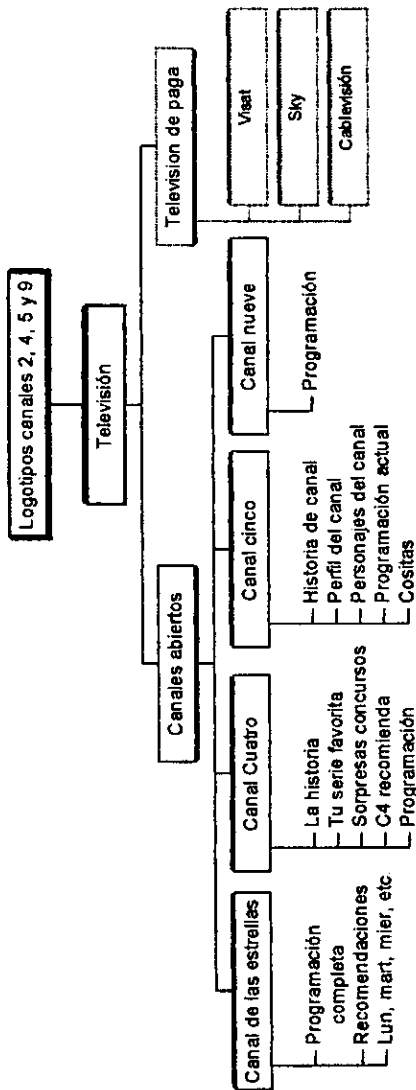 Logotipos canales 2, 4, 5 y 9
Televisión
Canales abiertos
Television de paga
Canal de las estrellas
Programación
completa
Recomendaciones
Lun, mart, mier, etc.
Canal Cuatro
La historia
Tu serie favorita
Sorpresas concursos
C4 recomienda
Programación
Canal cinco
Historia de canal
Perfil del canal
Personajes del canal
Programación actual
Cositas
Canal nueve
Programación
Visat
Sky
Cablevisión